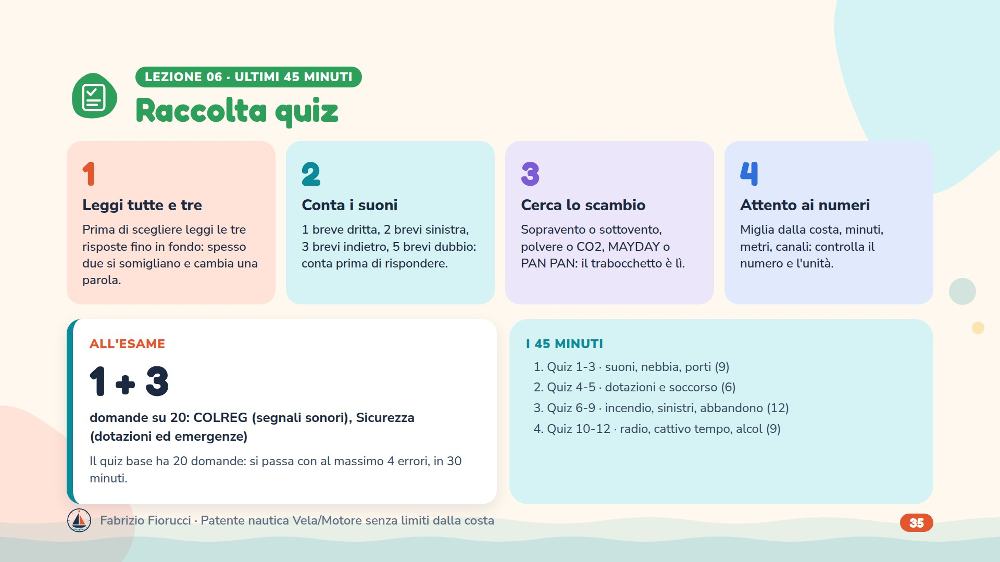 LEZIONE 06 · ULTIMI 45 MINUTI
Raccolta quiz
1
Leggi tutte e tre
Prima di scegliere leggi le tre
risposte fino in fondo: spesso
due si somigliano e cambia una
parola.
2
Conta i suoni
1 breve dritta, 2 brevi sinistra,
3 brevi indietro, 5 brevi dubbio:
conta prima di rispondere.
3
Cerca lo scambio
Sopravento o sottovento,
polvere o CO2, MAYDAY o
PAN PAN: il trabocchetto è lì.
4
Attento ai numeri
Miglia dalla costa, minuti,
metri, canali: controlla il
numero e l'unità.
ALL'ESAME
1 + 3
domande su 20: COLREG (segnali sonori), Sicurezza
(dotazioni ed emergenze)
Il quiz base ha 20 domande: si passa con al massimo 4 errori, in 30
minuti.
I 45 MINUTI
1. Quiz 1-3 · suoni, nebbia, porti (9)
2. Quiz 4-5 · dotazioni e soccorso (6)
3. Quiz 6-9 · incendio, sinistri, abbandono (12)
4. Quiz 10-12 · radio, cattivo tempo, alcol (9)
Fabrizio Fiorucci · Patente nautica Vela/Motore senza limiti dalla costa
35